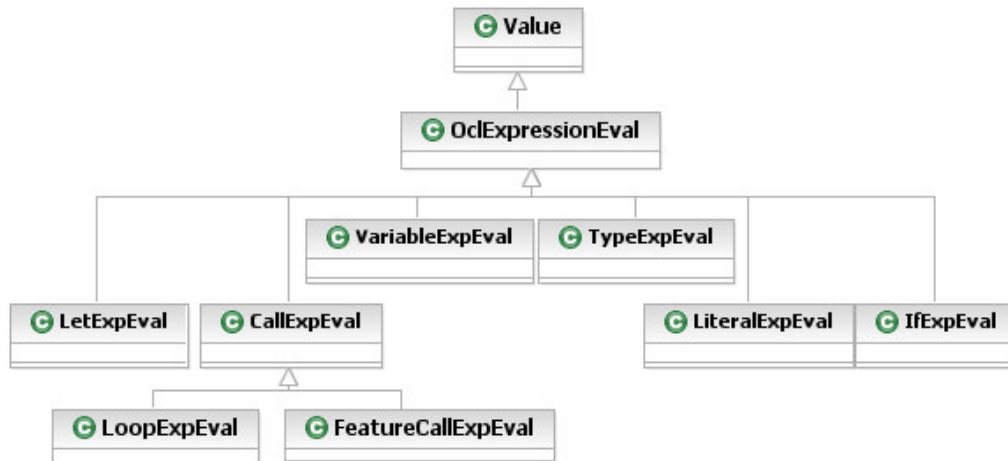 Value
OclExpressionEval
VariableExpEval
TypeExpEval
LetExpEval
CallExpEval
LiteralExpEval
IfExpEval
LoopExpEval
FeatureCallExpEval